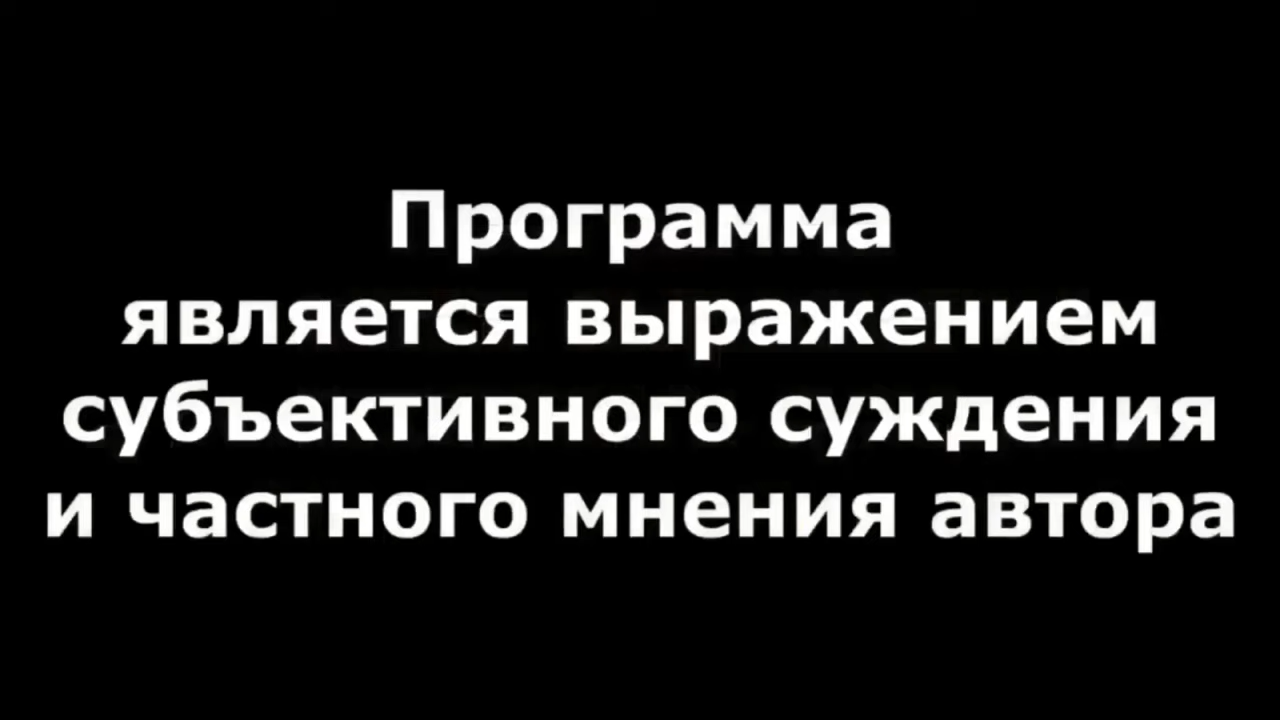 Программа
является выражением
субъективного суждения
и частного мнения автора